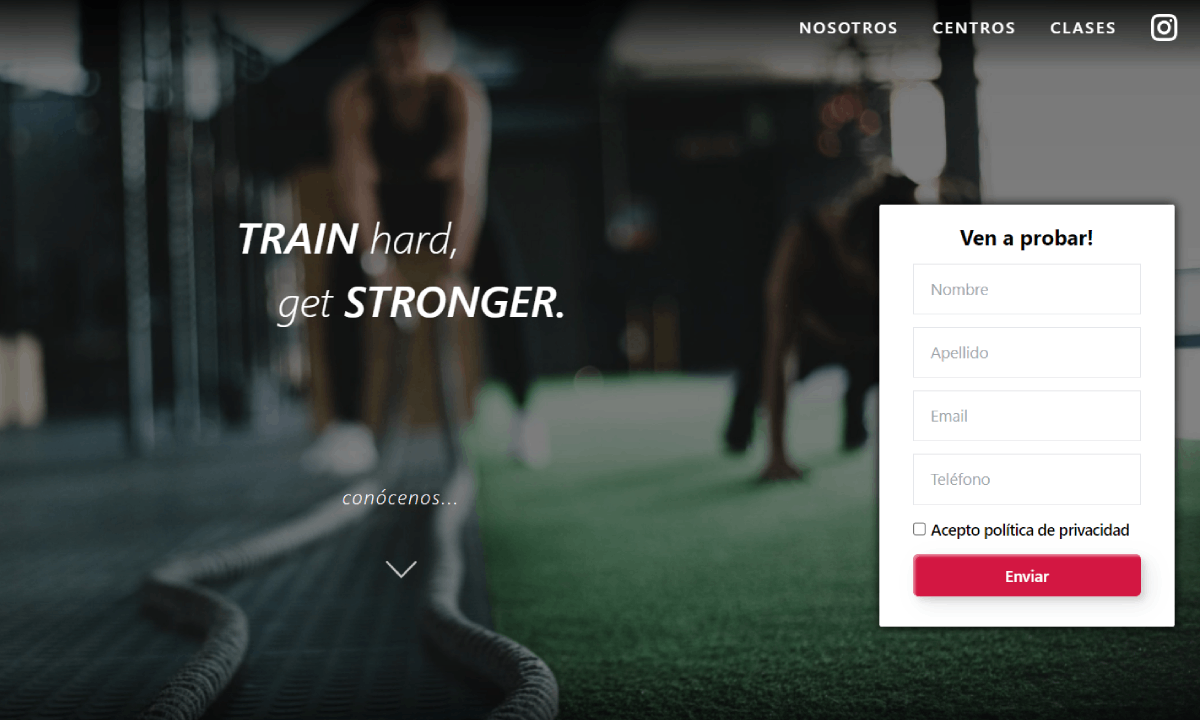 NOSOTROS CENTROS CLASES
TRAIN hard,
get STRONGER.
conócenos...
Ven a probar!
Nombre
Apellido
Email
Teléfono
Acepto política de privacidad
Enviar